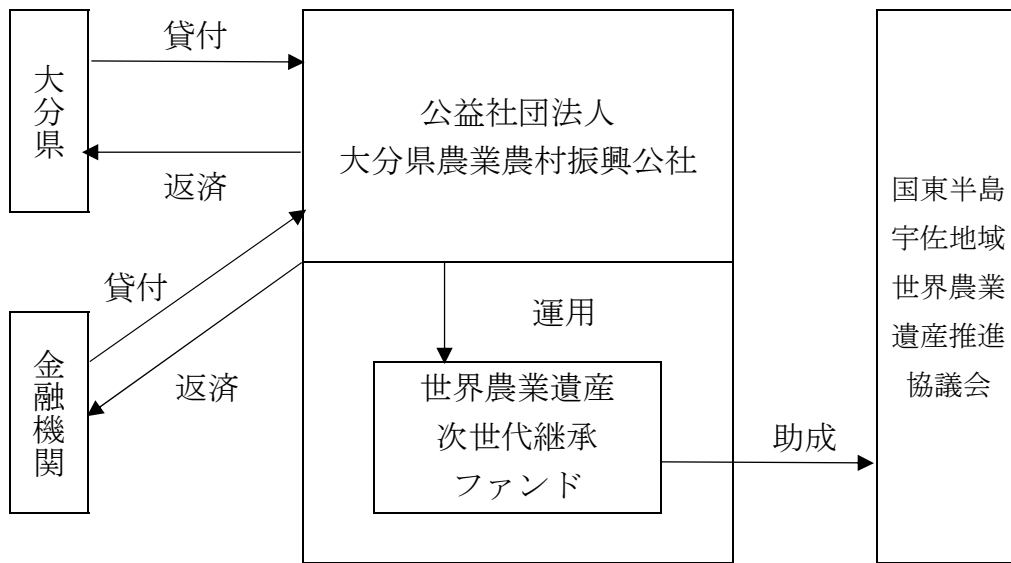 大分県
貸付
返済
公益社団法人
大分県農業農村振興公社
貸付
返済
金融機関
運用
世界農業遺産
次世代継承
ファンド
助成
国東半島
宇佐地域
世界農業
遺産推進
協議会